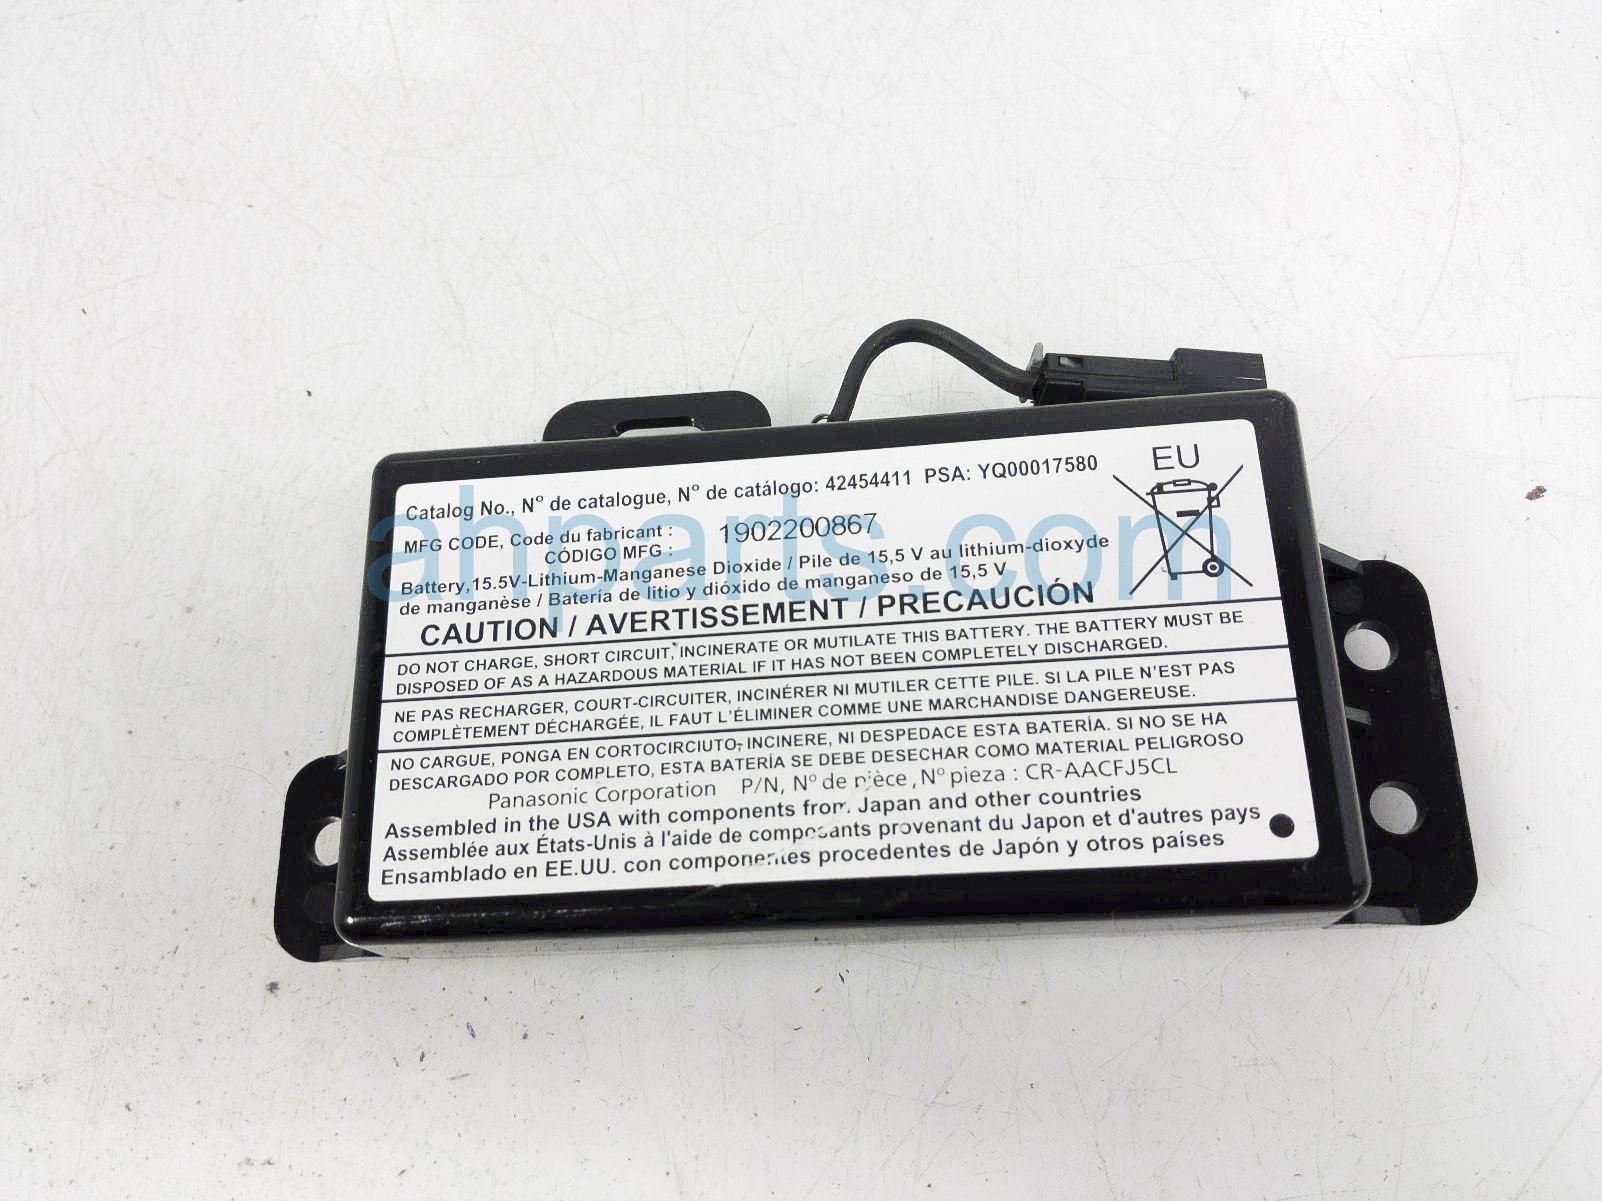 Catalog No., N° de catalogue, N° de catálogo: 42454411 PSA: YQ00017580
EU
MFG CODE, Code du fabricant :
CÓDIGO MFG :
1902200867
Battery,15.5V-Lithium-Manganese Dioxide / Pile de 15,5 V au lithium-dioxyde
de manganèse / Batería de litio y dióxido de manganeso de 15,5 V
CAUTION / AVERTISSEMENT / PRECAUCIÓN
DO NOT CHARGE, SHORT CIRCUIT, INCINERATE OR MUTILATE THIS BATTERY. THE BATTERY MUST BE
DISPOSED OF AS A HAZARDOUS MATERIAL IF IT HAS NOT BEEN COMPLETELY DISCHARGED.
NE PAS RECHARGER, COURT-CIRCUITER, INCINÉRER NI MUTILER CETTE PILE. SI LA PILE N'EST PAS
COMPLÈTEMENT DÉCHARGÉE, IL FAUT L'ÉLIMINER COMME UNE MARCHANDISE DANGEREUSE.
NO CARGUE, PONGA EN CORTOCIRCIUTO, INCINERE, NI DESPEDACE ESTA BATERÍA. SI NO SE HA
DESCARGADO POR COMPLETO, ESTA BATERÍA SE DEBE DESECHAR COMO MATERIAL PELIGROSO
Panasonic Corporation P/N, N° de pièce, N° pieza : CR-AACFJ5CL
Assembled in the USA with components from Japan and other countries
Assemblée aux États-Unis à l'aide de composants provenant du Japon et d'autres pays
Ensamblado en EE.UU. con componentes procedentes de Japón y otros países
ahparts.com